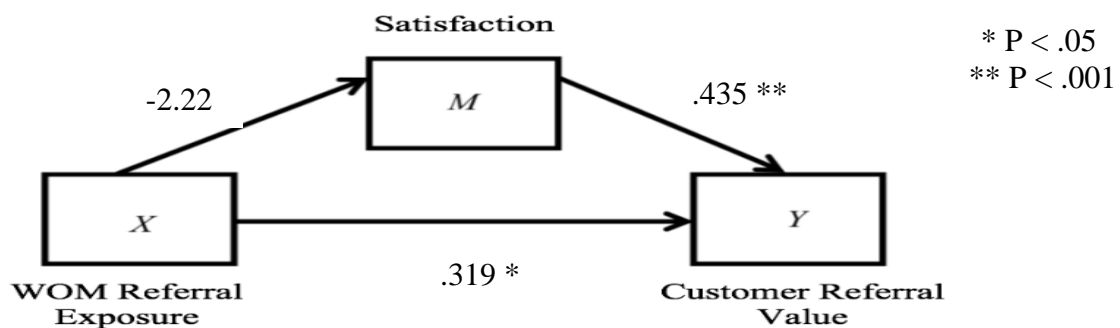 Satisfaction
* P < .05
** P < .001
-2.22
M
.435 **
X
Y
.319 *
WOM Referral
Exposure
Customer Referral
Value